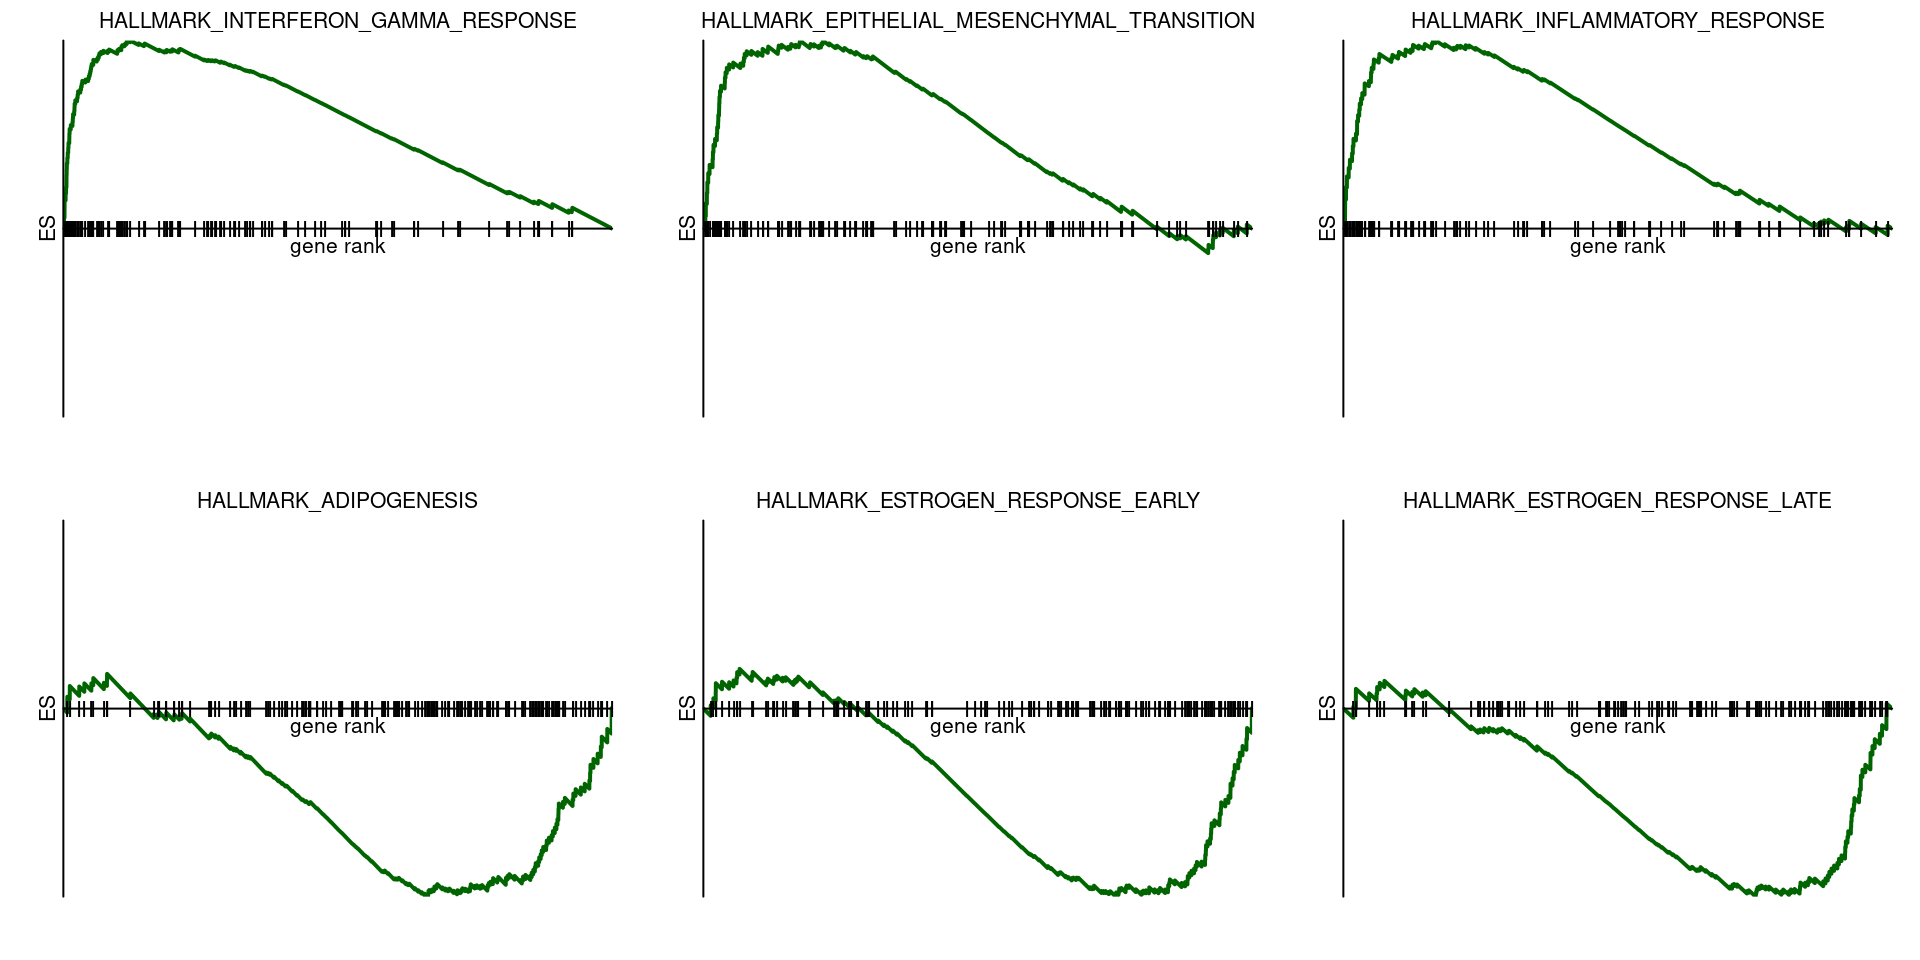 HALLMARK_INTERFERON_GAMMA_RESPONSE
ES
gene rank
HALLMARK_EPITHELIAL_MESENCHYMAL_TRANSITION
ES
gene rank
HALLMARK_INFLAMMATORY_RESPONSE
ES
gene rank
HALLMARK_ADIPOGENESIS
ES
gene rank
HALLMARK_ESTROGEN_RESPONSE_EARLY
ES
gene rank
HALLMARK_ESTROGEN_RESPONSE_LATE
ES
gene rank